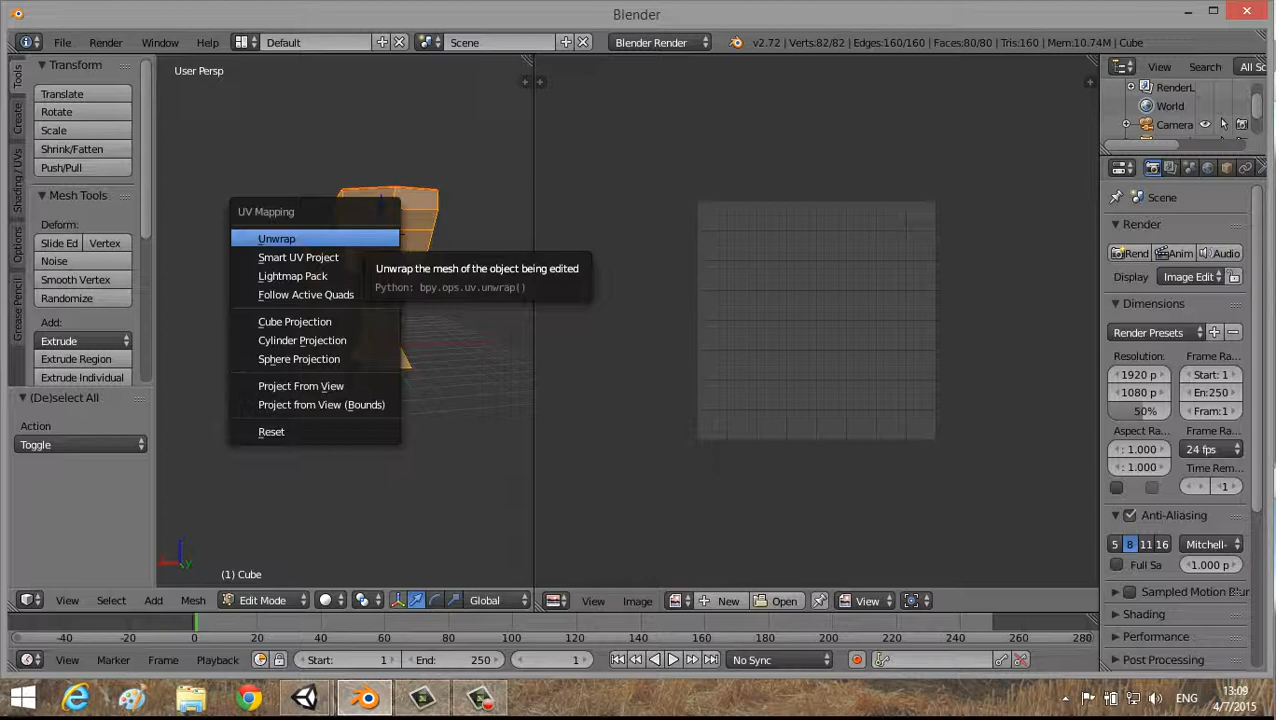 Blender
File Render Window Help Default Scene Blender Render v2.72 | Verts:82/82 | Edges:160/160 | Faces:80/80 | Tris:160 | Mem:10.74M | Cube
Tools
Create
Shading / UVs
Grease Pencil
Transform
Translate
Rotate
Scale
Shrink/Fatten
Push/Pull
Mesh Tools
Deform:
Slide Ed Vertex
Noise
Smooth Vertex
Randomize
Add:
Extrude
Extrude Region
Extrude Individual
(De)select All
Action
Toggle
User Persp
UV Mapping
Unwrap
Smart UV Project
Lightmap Pack
Follow Active Quads
Cube Projection
Cylinder Projection
Sphere Projection
Project From View
Project from View (Bounds)
Reset
Unwrap the mesh of the object being edited
Python: bpy.ops.uv.unwrap()
(1) Cube
View Select Add Mesh Edit Mode Global
View Image New Open View
View Search All Sc
RenderL
World
Camera
Scene
Render
Rend Anim Audio
Display Image Edit
Dimensions
Render Presets
Resolution: Frame Ra
1920 p Start: 1
1080 p En:250
50% Fram:1
Aspect Ra Frame Ra
: 1.000 24 fps
: 1.000 Time Rem
1
Anti-Aliasing
5 8 11 16 Mitchell-
Full Sa :1.000 p
Sampled Motion Blur
Shading
Performance
Post Processing
-40 -20 0 20 40 60 80 100 120 140 160 180 200 220 240 260 280
View Marker Frame Playback Start: 1 End: 250 1 No Sync
ENG 13:09
4/7/2015